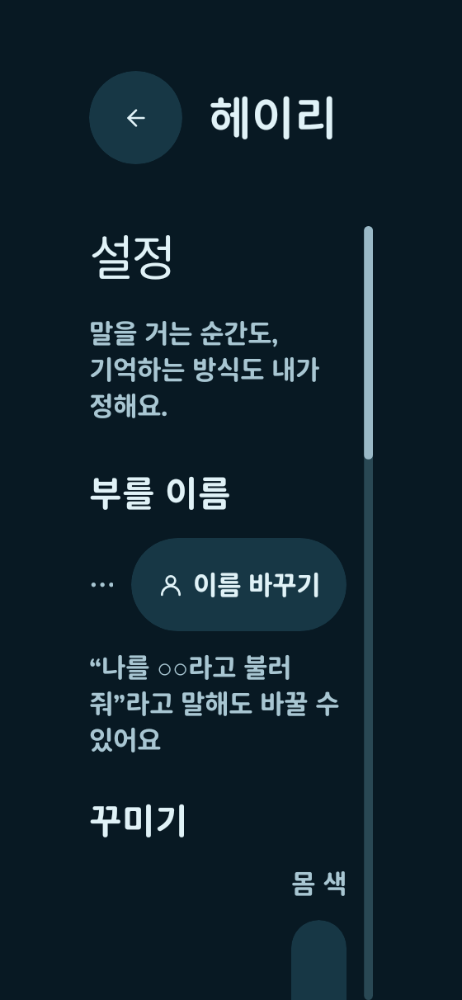 헤이리
설정
말을 거는 순간도,
기억하는 방식도 내가
정해요.
부를 이름
… 이름 바꾸기
“나를 ○○라고 불러
줘”라고 말해도 바꿀 수
있어요
꾸미기
몸 색